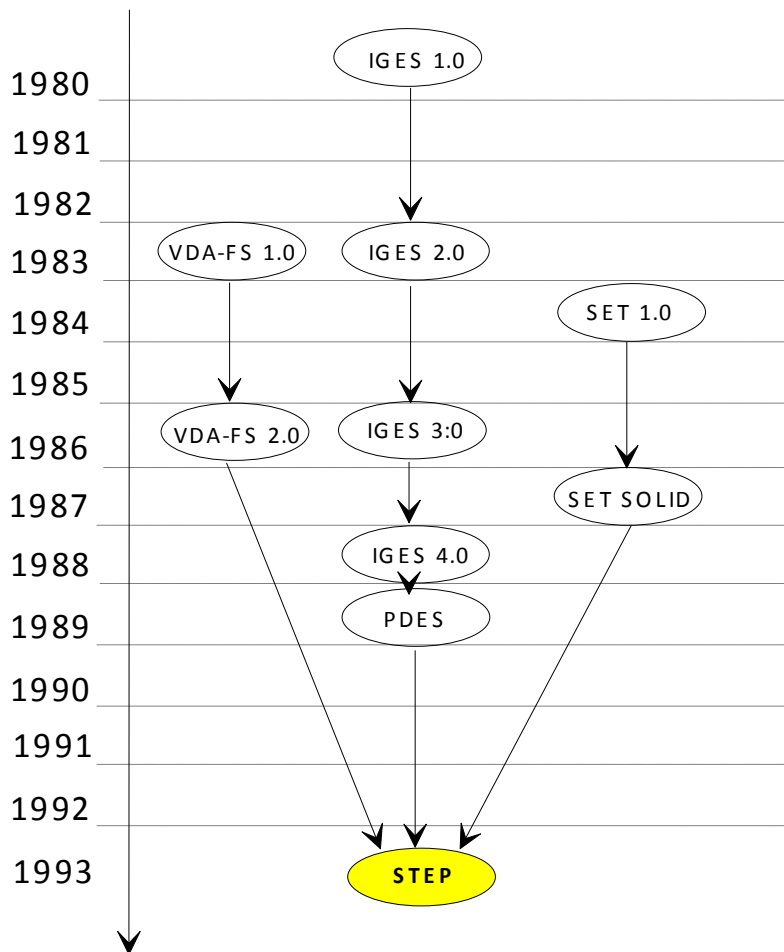 IGES 1.0
1980
1981
1982
VDA-FS 1.0
IGES 2.0
1983
SET 1.0
1984
1985
VDA-FS 2.0
IGES 3:0
1986
SET SOLID
1987
IGES 4.0
1988
PDES
1989
1990
1991
1992
STEP
1993